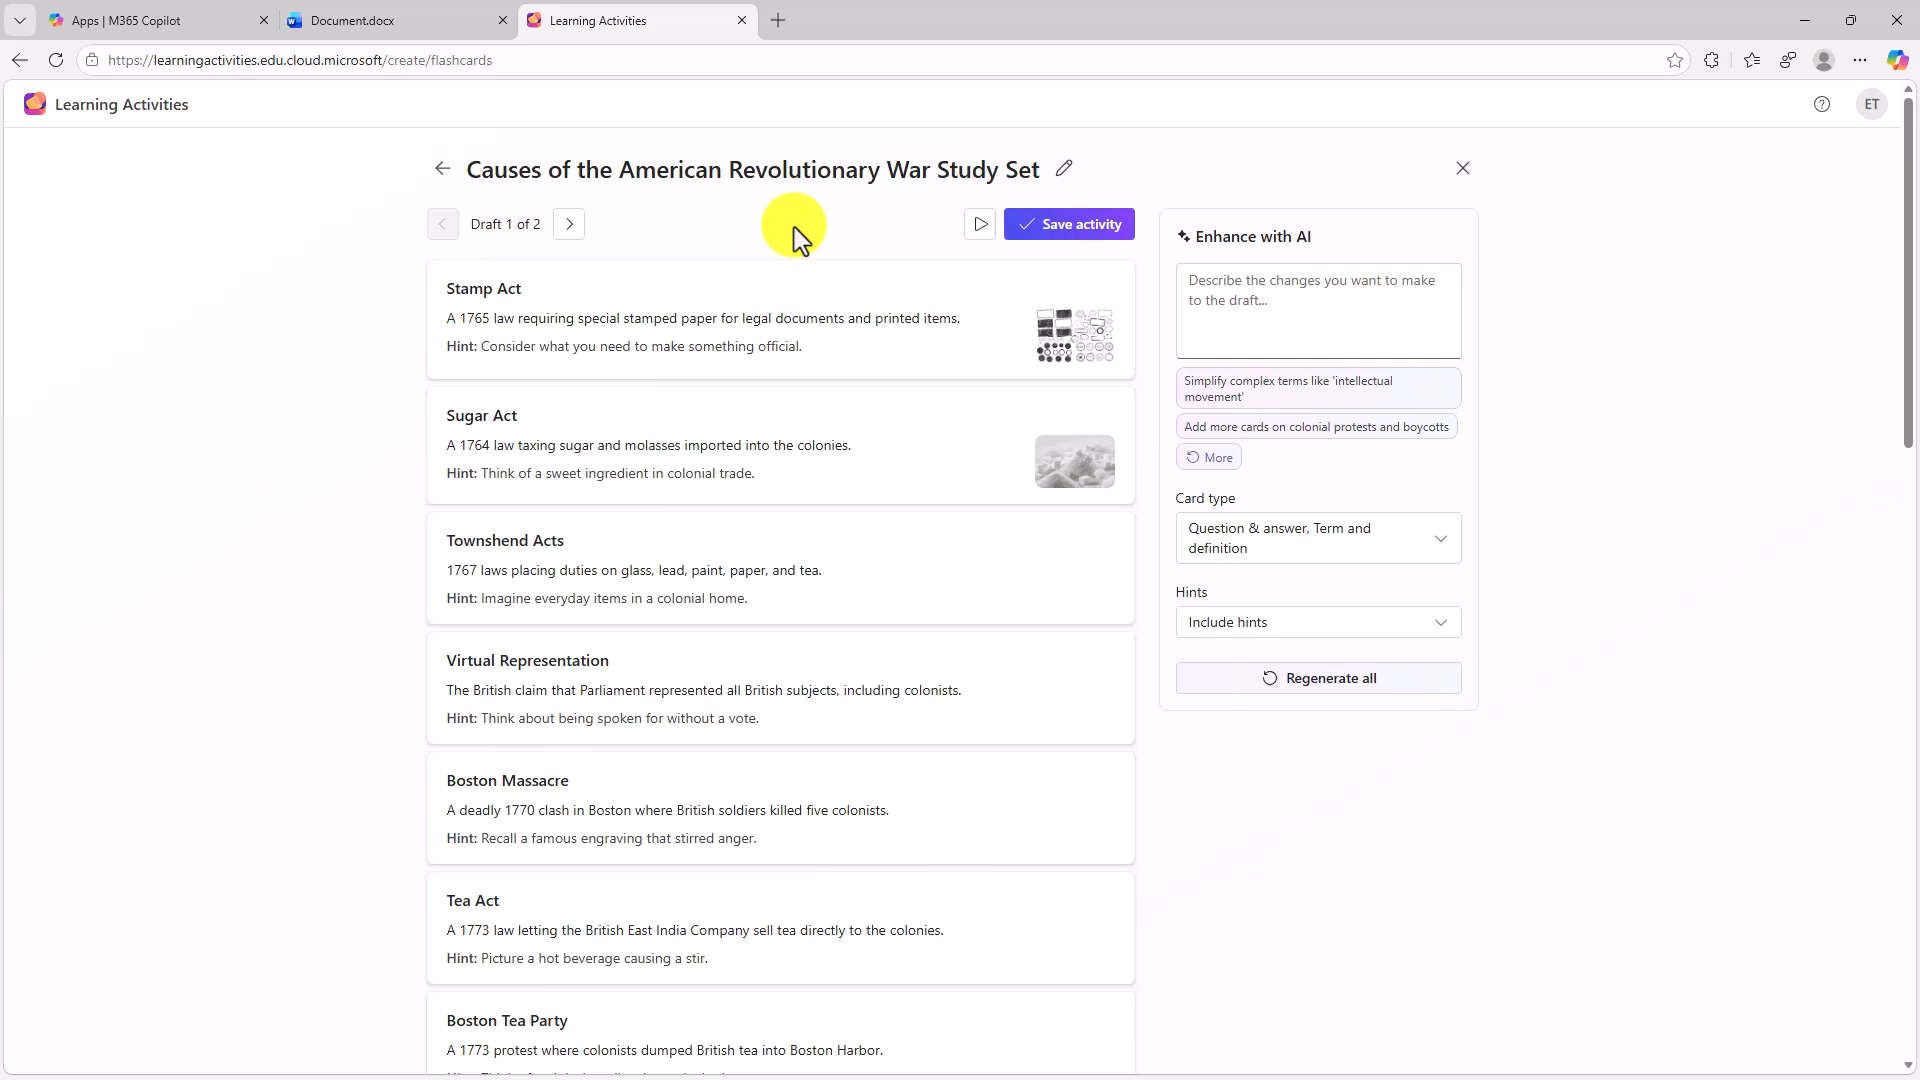 Apps | M365 Copilot
Document.docx
Learning Activities
https://learningactivities.edu.cloud.microsoft/create/flashcards
Learning Activities
ET
Causes of the American Revolutionary War Study Set
Draft 1 of 2
Save activity
Stamp Act
A 1765 law requiring special stamped paper for legal documents and printed items.
Hint: Consider what you need to make something official.
Sugar Act
A 1764 law taxing sugar and molasses imported into the colonies.
Hint: Think of a sweet ingredient in colonial trade.
Townshend Acts
1767 laws placing duties on glass, lead, paint, paper, and tea.
Hint: Imagine everyday items in a colonial home.
Virtual Representation
The British claim that Parliament represented all British subjects, including colonists.
Hint: Think about being spoken for without a vote.
Boston Massacre
A deadly 1770 clash in Boston where British soldiers killed five colonists.
Hint: Recall a famous engraving that stirred anger.
Tea Act
A 1773 law letting the British East India Company sell tea directly to the colonies.
Hint: Picture a hot beverage causing a stir.
Boston Tea Party
A 1773 protest where colonists dumped British tea into Boston Harbor.
Enhance with AI
Describe the changes you want to make
to the draft...
Simplify complex terms like 'intellectual
movement'
Add more cards on colonial protests and boycotts
More
Card type
Question & answer, Term and
definition
Hints
Include hints
Regenerate all